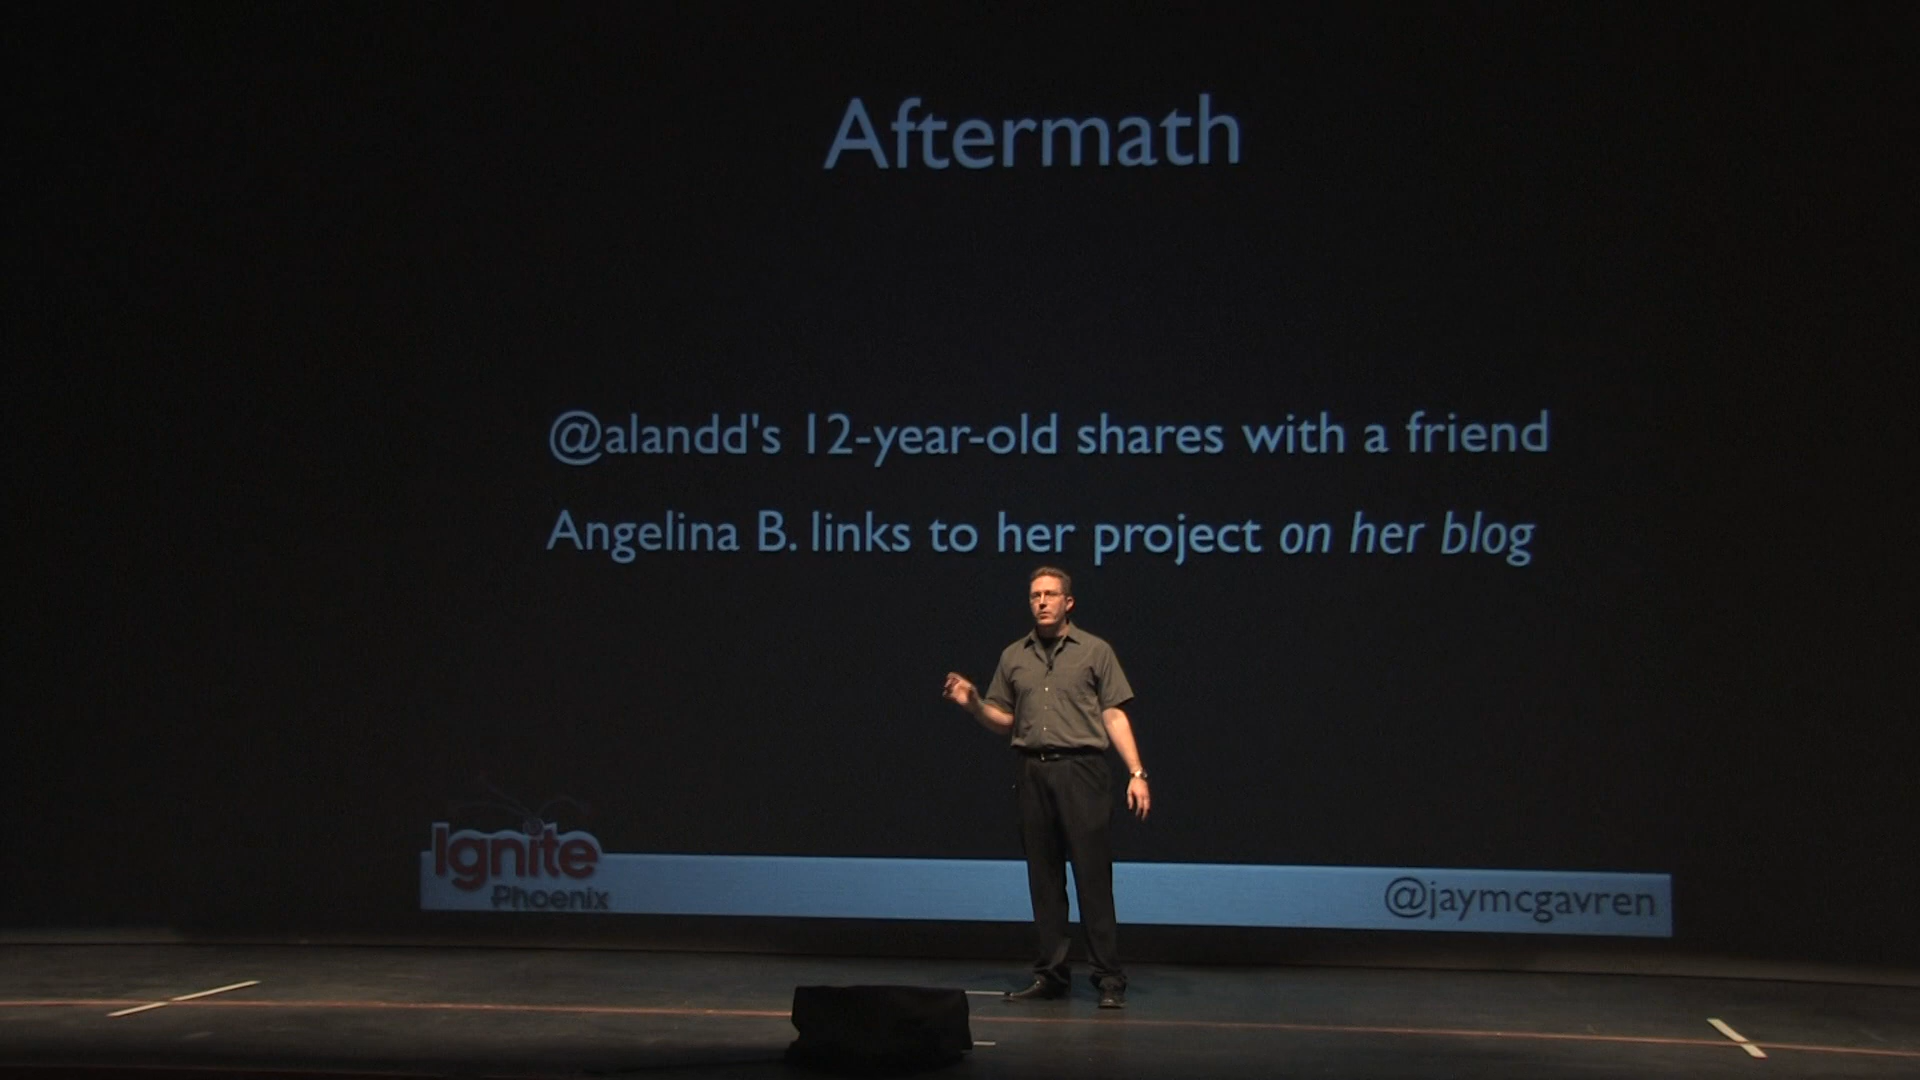 Aftermath
@alandd's 12-year-old shares with a friend
Angelina B. links to her project on her blog
Ignite
Phoenix
@jaymcgavren